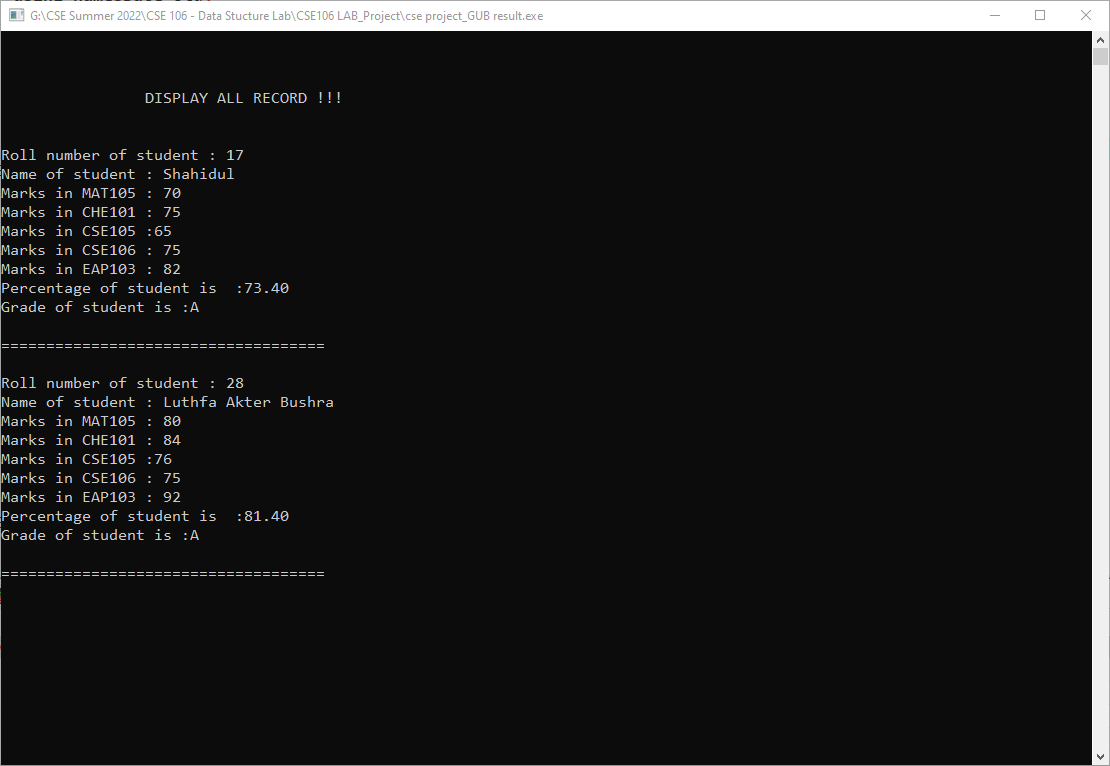 G:\CSE Summer 2022\CSE 106 - Data Stucture Lab\CSE106 LAB_Project\cse project_GUB result.exe
DISPLAY ALL RECORD !!!
Roll number of student : 17
Name of student : Shahidul
Marks in MAT105 : 70
Marks in CHE101 : 75
Marks in CSE105 :65
Marks in CSE106 : 75
Marks in EAP103 : 82
Percentage of student is  :73.40
Grade of student is :A
====================================
Roll number of student : 28
Name of student : Luthfa Akter Bushra
Marks in MAT105 : 80
Marks in CHE101 : 84
Marks in CSE105 :76
Marks in CSE106 : 75
Marks in EAP103 : 92
Percentage of student is  :81.40
Grade of student is :A
====================================